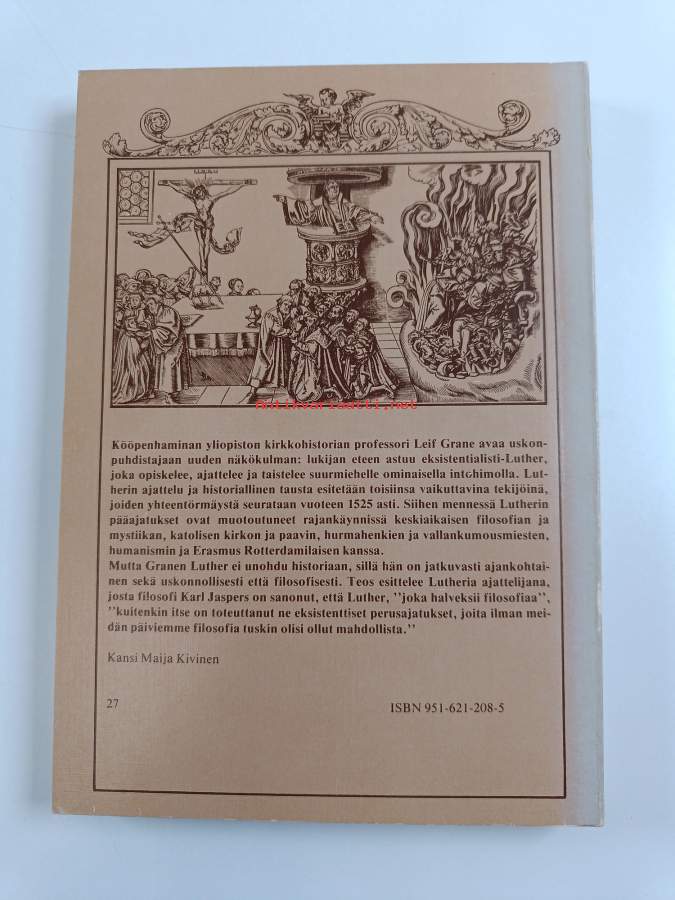 Antikvariaatti.net
Kööpenhaminan yliopiston kirkkohistorian professori Leif Grane avaa uskon-
puhdistajaan uuden näkökulman: lukijan eteen astuu eksistentialisti-Luther,
joka opiskelee, ajattelee ja taistelee suurmiehelle ominaisella intohimolla. Lut-
herin ajattelu ja historiallinen tausta esitetään toisiinsa vaikuttavina tekijöinä,
joiden yhteentörmäystä seurataan vuoteen 1525 asti. Siihen mennessä Lutherin
pääajatukset ovat muotoutuneet rajankäynnissä keskiaikaisen filosofian ja
mystiikan, katolisen kirkon ja paavin, hurmahenkien ja vallankumousmiesten,
humanismin ja Erasmus Rotterdamilaisen kanssa.
Mutta Granen Luther ei unohdu historiaan, sillä hän on jatkuvasti ajankohtai-
nen sekä uskonnollisesti että filosofisesti. Teos esittelee Lutheria ajattelijana,
josta filosofi Karl Jaspers on sanonut, että Luther, ''joka halveksii filosofiaa'',
''kuitenkin itse on toteuttanut ne eksistenttiset perusajatukset, joita ilman mei-
dän päiviemme filosofia tuskin olisi ollut mahdollista.''
Kansi Maija Kivinen
27
ISBN 951-621-208-5